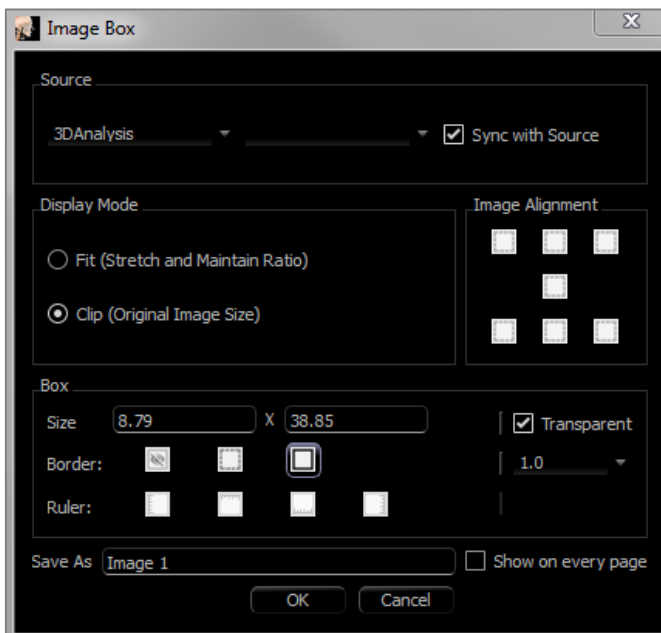 Image Box
Source
3DAnalysis
Sync with Source
Display Mode
Image Alignment
Fit (Stretch and Maintain Ratio)
Clip (Original Image Size)
Box
Size 8.79 X 38.85 Transparent
Border: 1.0
Ruler:
Save As Image 1 Show on every page
OK Cancel